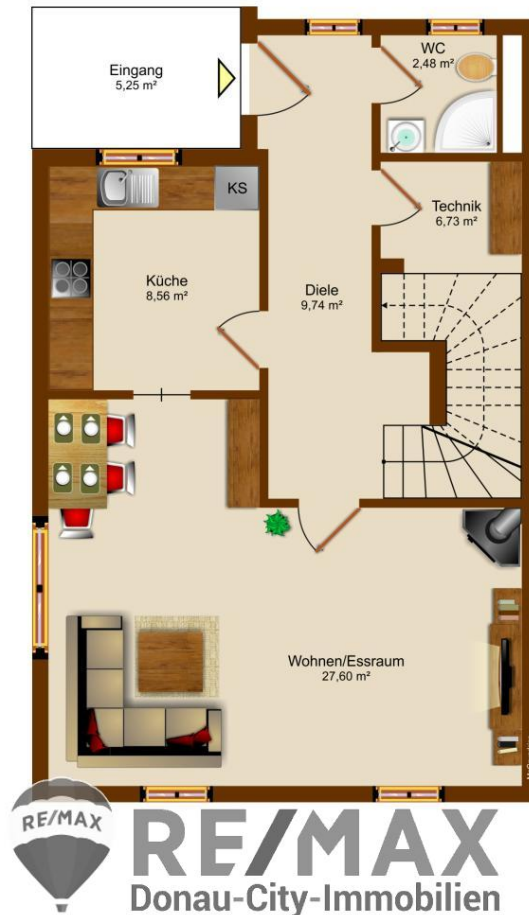 Eingang
5,25 m²
WC
2,48 m²
KS
Technik
6,73 m²
Küche
8,56 m²
Diele
9,74 m²
Wohnen/Essraum
27,60 m²
RE/MAX
RE/MAX
Donau-City-Immobilien